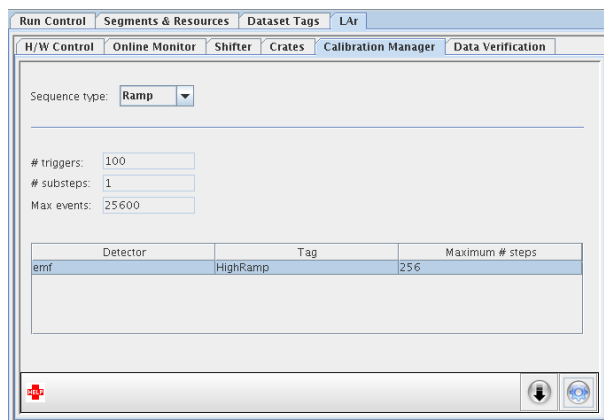 Run Control Segments & Resources Dataset Tags LAr
H/W Control Online Monitor Shifter Crates Calibration Manager Data Verification
Sequence type: Ramp
# triggers: 100
# substeps: 1
Max events: 25600
Detector Tag Maximum # steps
emf HighRamp 256
HELP